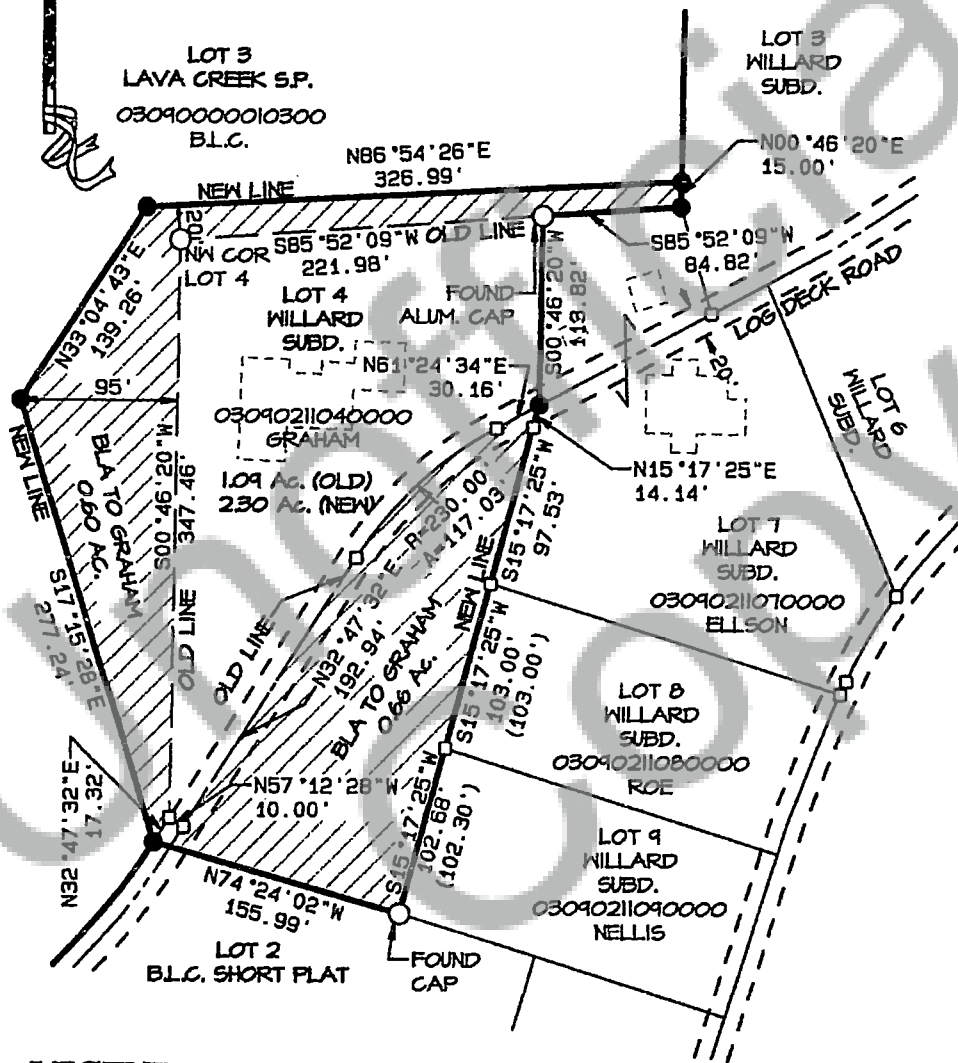 LOT 3
LAVA CREEK S.P.
03090000010300
B.L.C.
LOT 3
WILLARD
SUBD.
N86°54'26"E
326.99'
N00°46'20"E
15.00'
NEW LINE
20'
NW COR
LOT 4
S85°52'09"W OLD LINE
221.98'
S85°52'09"W
84.82'
LOG DECK ROAD
N33°04'43"E
139.26'
LOT 4
WILLARD
SUBD.
FOUND
ALUM. CAP
S00°46'20"W
113.82'
N61°24'34"E
30.16'
20'
95'
03090211040000
GRAHAM
1.09 Ac. (OLD)
2.30 Ac. (NEW)
LOT 6
WILLARD
SUBD.
NEW LINE
BLA TO GRAHAM
0.60 AC.
S00°46'20"W
347.46'
OLD LINE
N15°17'25"E
14.14'
R=230.00'
A=117.03'
S15°17'25"W
97.53'
NEW LINE
LOT 7
WILLARD
SUBD.
03090211070000
ELLSON
S17°15'28"E
277.24'
OLD LINE
N32°47'32"E
192.94'
BLA TO GRAHAM
0.66 Ac.
S15°17'25"W
103.00'
(103.00')
LOT 8
WILLARD
SUBD.
03090211080000
ROE
N32°47'32"E
17.32'
N57°12'28"W
10.00'
S15°17'25"W
102.68'
(102.30')
LOT 9
WILLARD
SUBD.
03090211090000
NELLIS
N74°24'02"W
155.99'
LOT 2
B.L.C. SHORT PLAT
FOUND
CAP
Unofficial
Copy